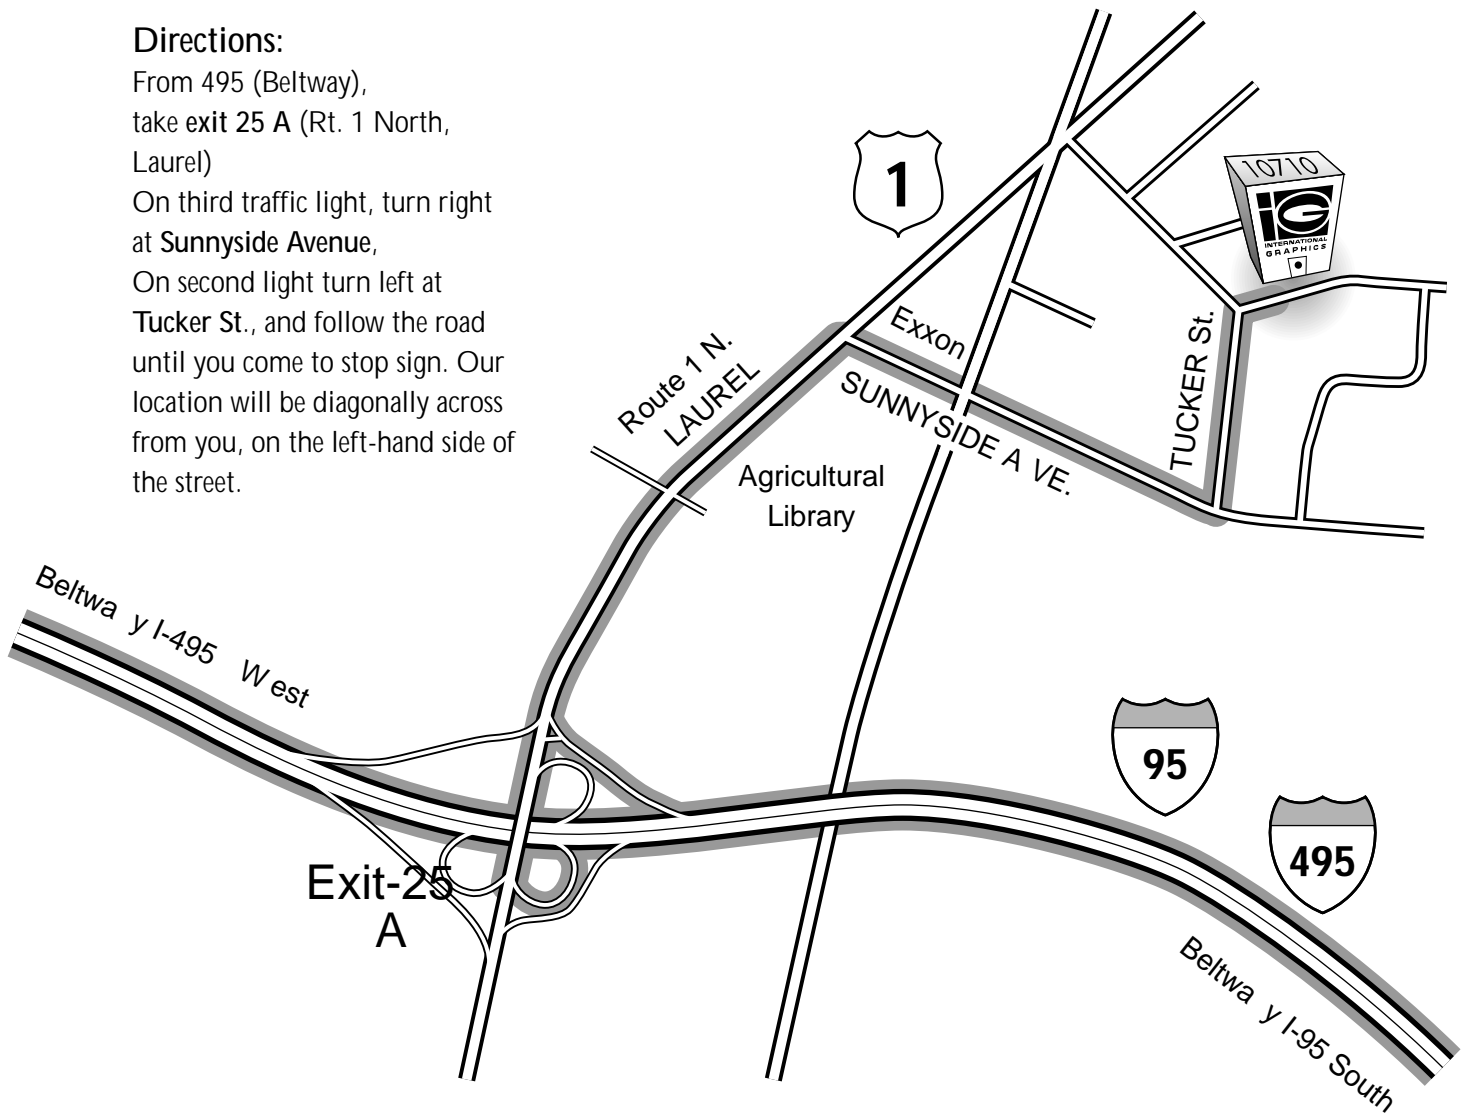 Directions:
From 495 (Beltway),
take exit 25 A (Rt. 1 North,
Laurel)
On third traffic light, turn right
at Sunnyside Avenue,
On second light turn left at
Tucker St., and follow the road
until you come to stop sign. Our
location will be diagonally across
from you, on the left-hand side of
the street.
1
10710
iG
INTERNATIONAL
GRAPHICS
Exxon
Route 1 N.
LAUREL
SUNNYSIDE A VE.
TUCKER St.
Agricultural
Library
Beltwa y I-495 West
95
495
Exit-25
A
Beltwa y I-95 South